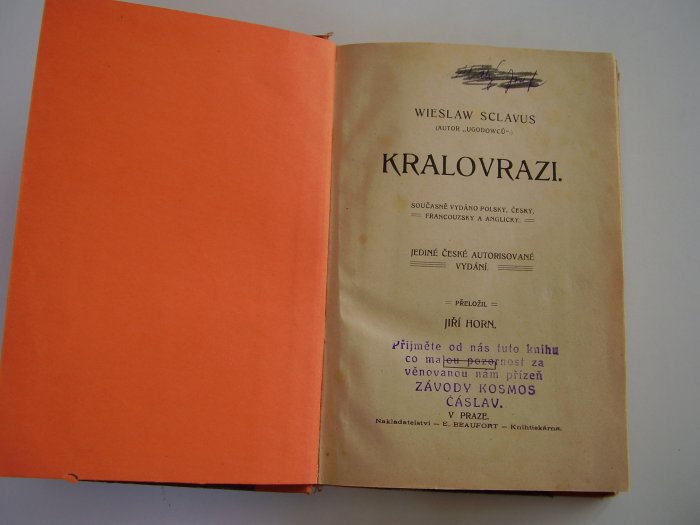 WIESLAW SCLAVUS
(AUTOR „UGODOWCŮ“.)
KRALOVRAZI.
SOUČASNĚ VYDÁNO POLSKY, ČESKY,
FRANCOUZSKY A ANGLICKY.
JEDINÉ ČESKÉ AUTORISOVANÉ
VYDÁNÍ.
PŘELOŽIL
JIŘÍ HORN.
Přijměte od nás tuto knihu
co malou pozornost za
věnovanou nám přízeň
ZÁVODY KOSMOS
ČÁSLAV.
V PRAZE.
Nakladatelství — E. BEAUFORT — Knihtiskárna.